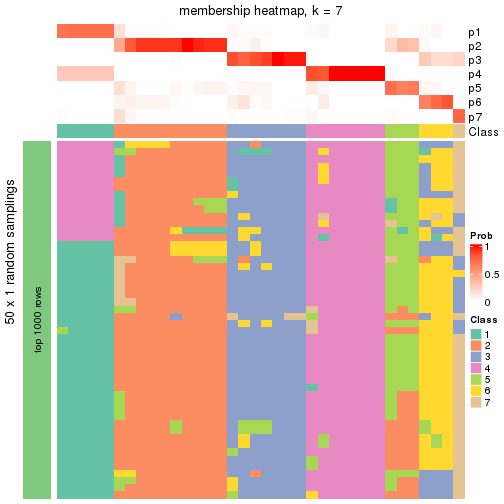 membership heatmap, k = 7
p1
p2
p3
p4
p5
p6
p7
Class
50 x 1 random samplings
top 1000 rows
Prob
1
0.5
0
Class
1
2
3
4
5
6
7